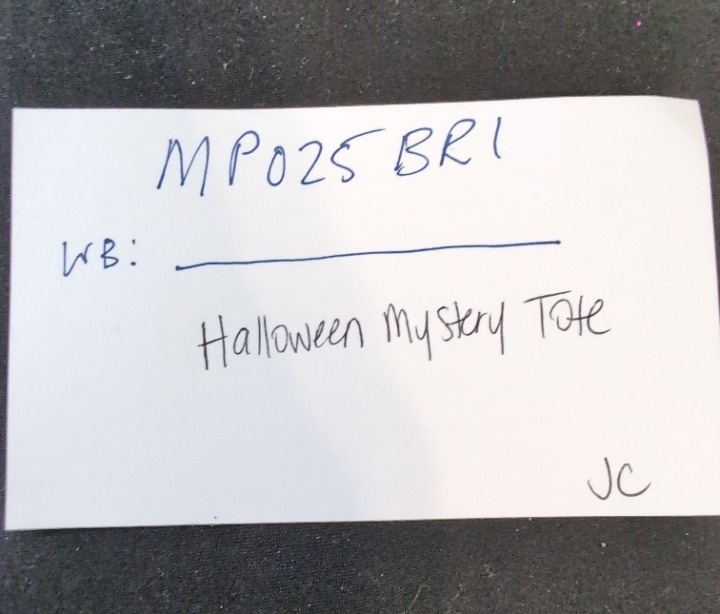 MP025BR1
WB:
Halloween Mystery Tote
JC